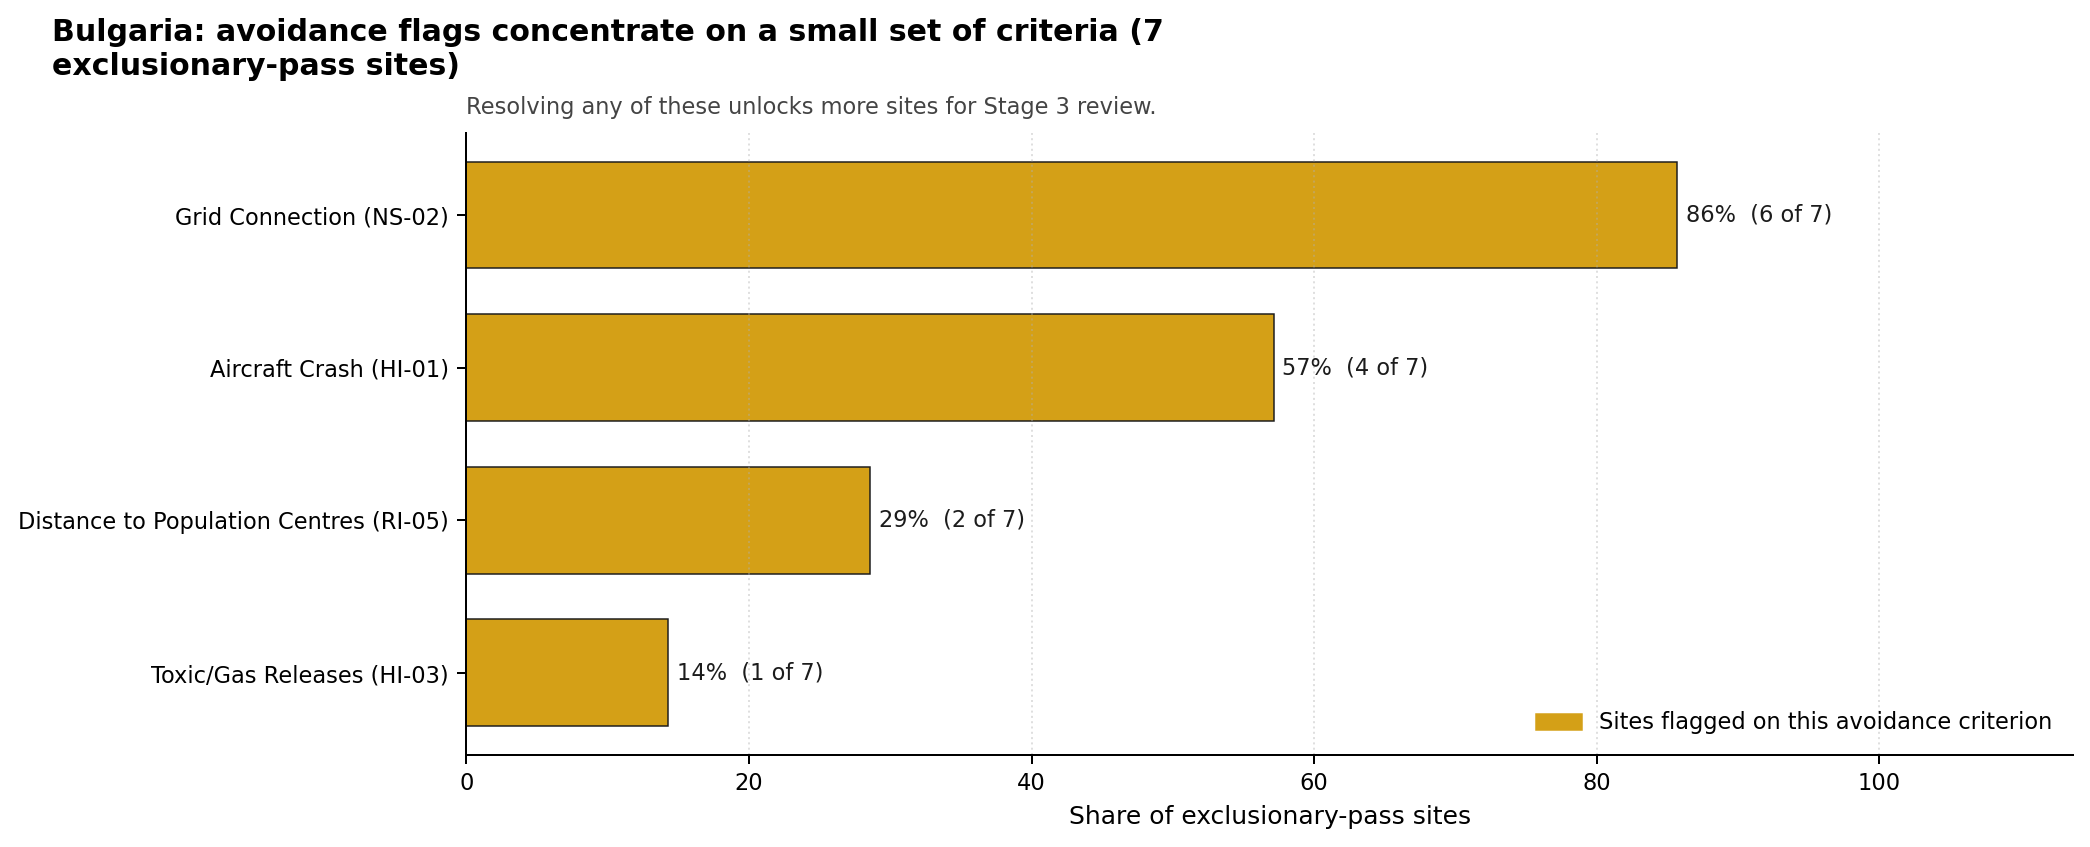 Bulgaria: avoidance flags concentrate on a small set of criteria (7
exclusionary-pass sites)
Resolving any of these unlocks more sites for Stage 3 review.
Grid Connection (NS-02)
86%  (6 of 7)
Aircraft Crash (HI-01)
57%  (4 of 7)
Distance to Population Centres (RI-05)
29%  (2 of 7)
Toxic/Gas Releases (HI-03)
14%  (1 of 7)
Sites flagged on this avoidance criterion
0 20 40 60 80 100
Share of exclusionary-pass sites